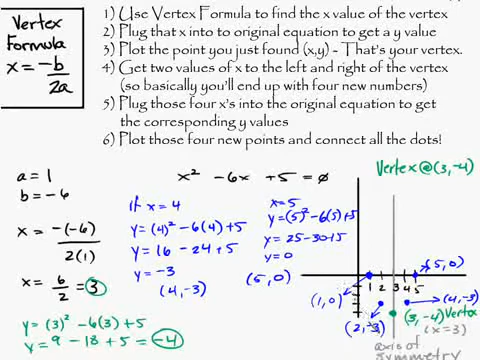 Vertex
Formula
x = -b
2a
1) Use Vertex Formula to find the x value of the vertex
2) Plug that x into to original equation to get a y value
3) Plot the point you just found (x,y) - That's your vertex.
4) Get two values of x to the left and right of the vertex
(so basically you'll end up with four new numbers)
5) Plug those four x's into the original equation to get
the corresponding y values
6) Plot those four new points and connect all the dots!
x² - 6x + 5 = 0
a = 1
b = -6
x = -(-6)
2(1)
x = 6/2 = 3
y = (3)² - 6(3) + 5
y = 9 - 18 + 5 = -4
if x = 4
y = (4)² - 6(4) + 5
y = 16 - 24 + 5
y = -3
(4, -3)
x = 5
y = (5)² - 6(5) + 5
y = 25 - 30 + 5
y = 0
(5, 0)
Vertex @ (3, -4)
(5, 0)
1 2 3 4 5
(1, 0)
(4, -3)
(2, -3)
(3, -4) Vertex
(x = 3)
axis of
symmetry